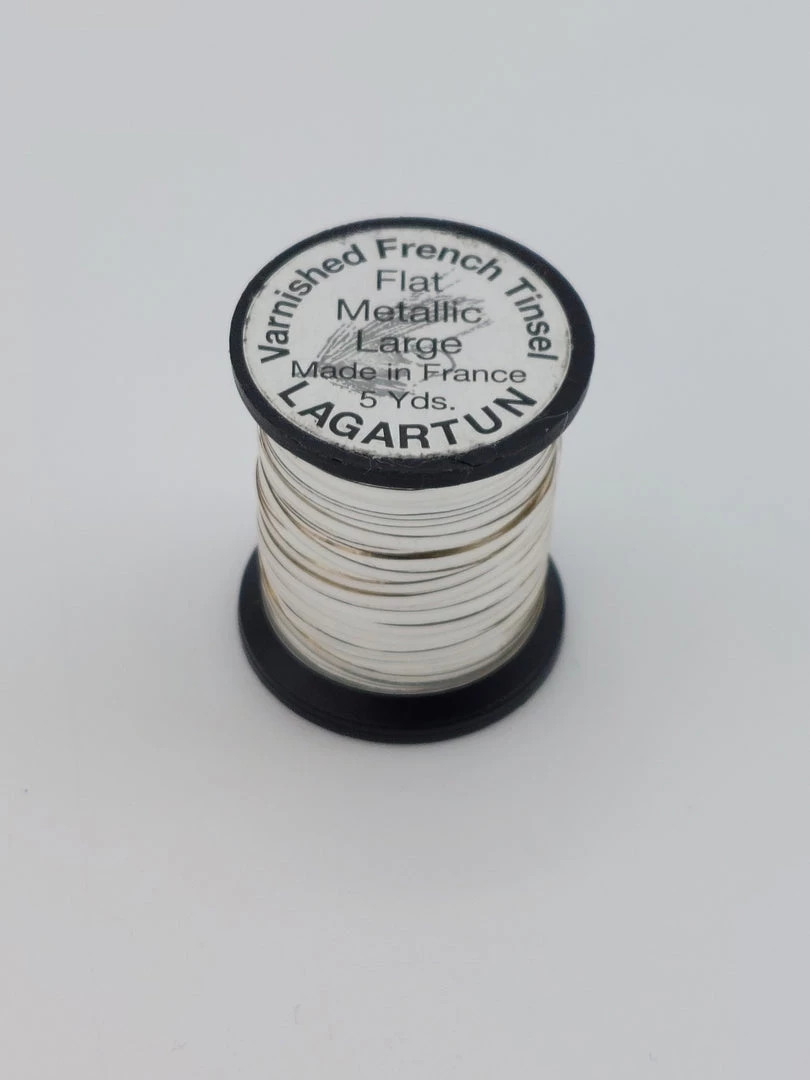 Varnished French Tinsel
Flat
Metallic
Large
Made in France
5 Yds.
LAGARTUN